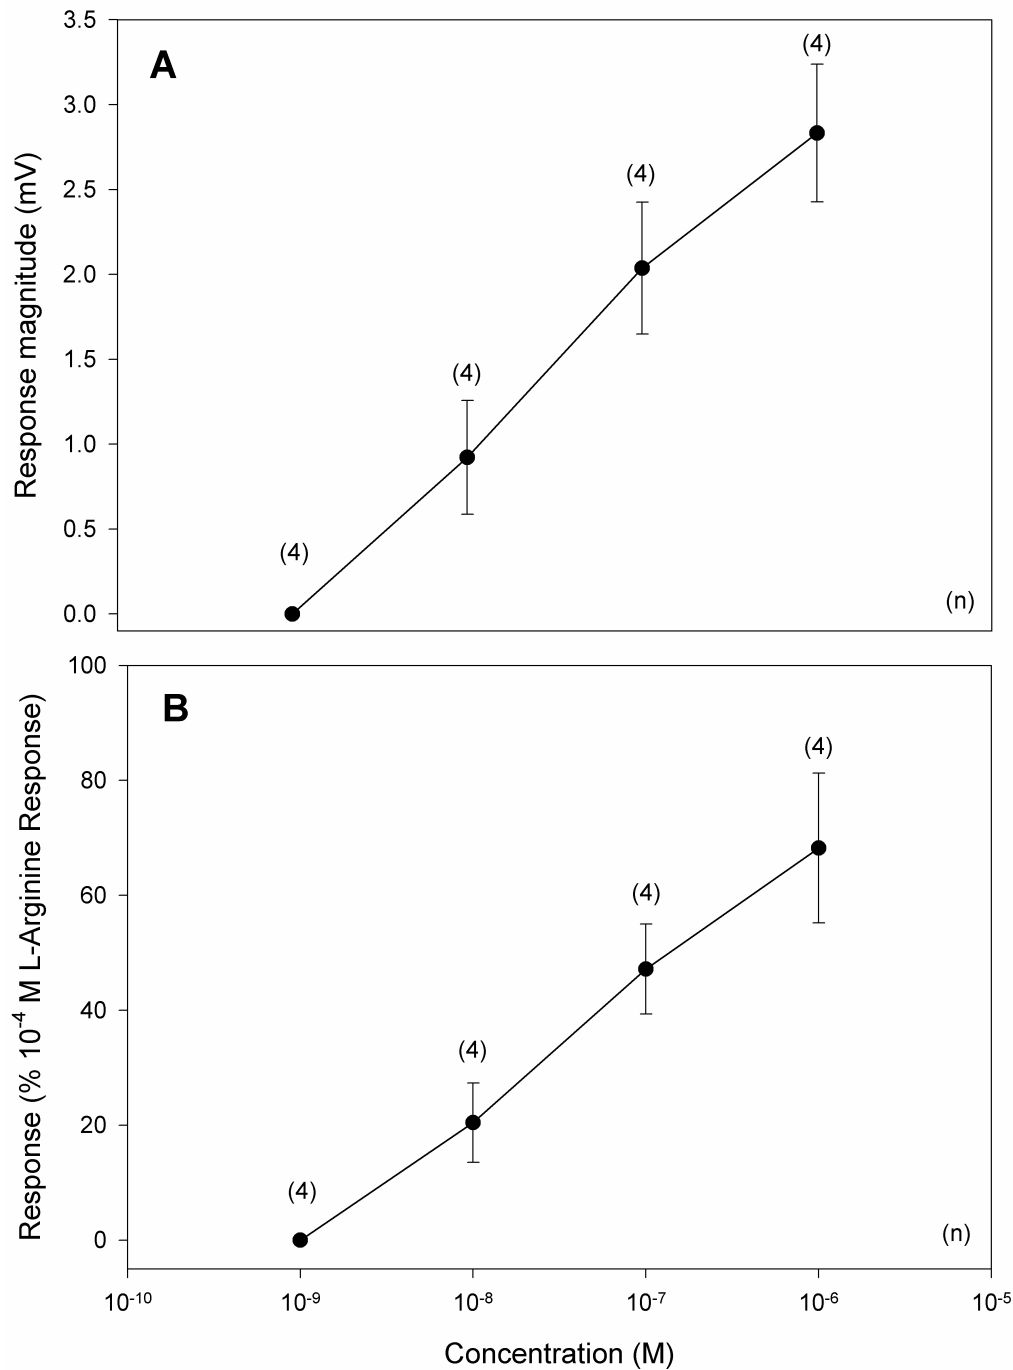 A
3.5
(4)
3.0
(4)
2.5
2.0
1.5
(4)
1.0
0.5
(4)
0.0
(n)
Response magnitude (mV)
B
100
(4)
80
(4)
60
40
(4)
20
(4)
0
(n)
Response (% 10-4 M L-Arginine Response)
10-10 10-9 10-8 10-7 10-6 10-5
Concentration (M)